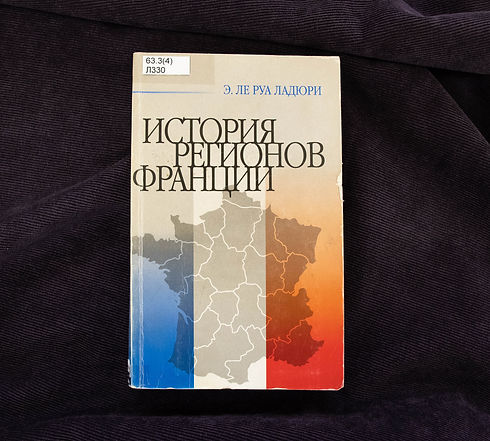 63.3(4)
Л330
Э. ЛЕ РУА ЛАДЮРИ
ИСТОРИЯ
РЕГИОНОВ
ФРАНЦИИ